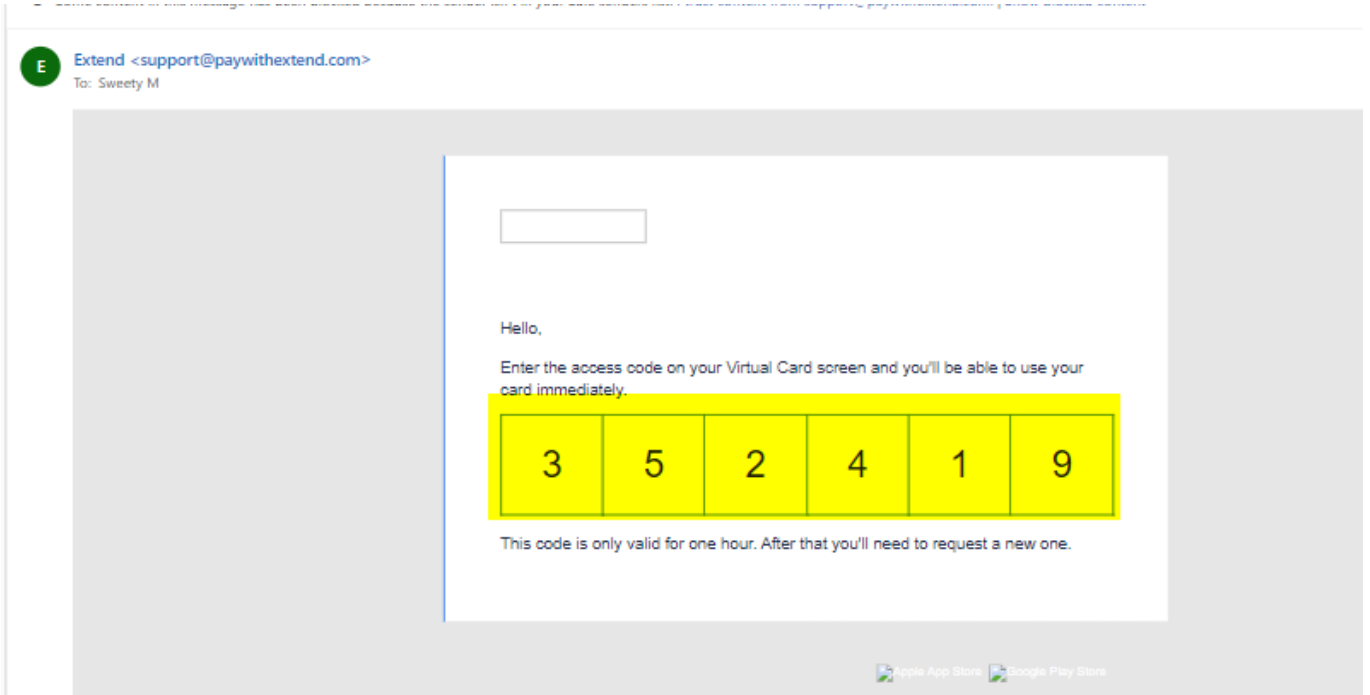 E
Extend <support@paywithextend.com>
To: Sweety M
Hello,
Enter the access code on your Virtual Card screen and you'll be able to use your
card immediately.
3 5 2 4 1 9
This code is only valid for one hour. After that you'll need to request a new one.
Apple App Store Google Play Store